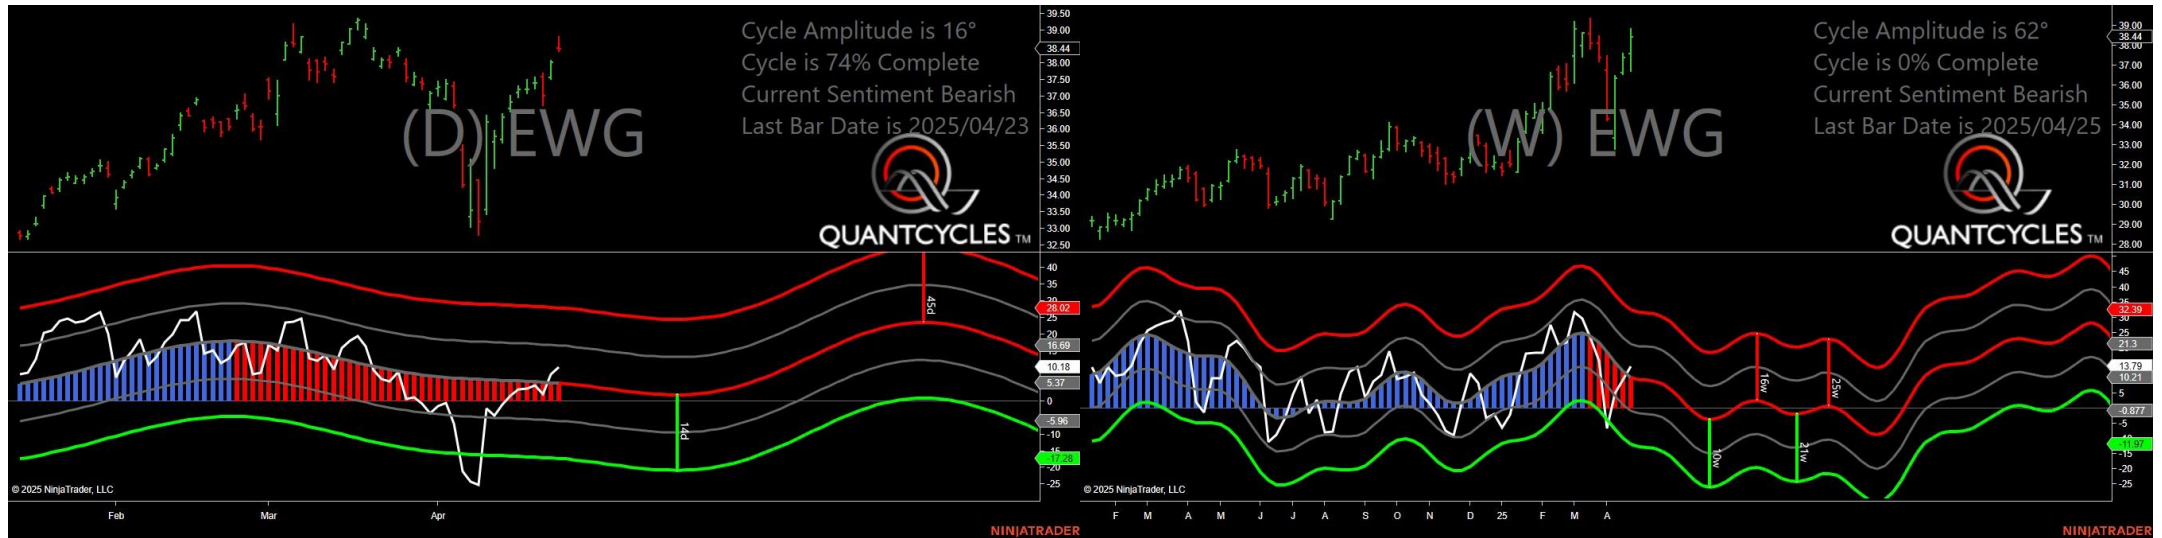 Cycle Amplitude is 16°
Cycle is 74% Complete
Current Sentiment Bearish
Last Bar Date is 2025/04/23
(D) EWG
QUANTCYCLES TM
39.50
39.00
38.44
38.00
37.50
37.00
36.50
36.00
35.50
35.00
34.50
34.00
33.50
33.00
32.50
40
35
28.02
25
20
16.69
10.18
5.37
0
-5.96
-10
-15
-17.28
-20
-25
45d
14d
© 2025 NinjaTrader, LLC
Feb
Mar
Apr
NINJATRADER
Cycle Amplitude is 62°
Cycle is 0% Complete
Current Sentiment Bearish
Last Bar Date is 2025/04/25
(W) EWG
QUANTCYCLES TM
39.00
38.44
38.00
37.00
36.00
35.00
34.00
33.00
32.00
31.00
30.00
29.00
28.00
45
40
35
32.39
30
25
21.3
13.79
10.21
5
-0.877
-5
-11.97
-15
-20
-25
16w
25w
10w
21w
© 2025 NinjaTrader, LLC
F M A M J J A S O N D 25 F M A
NINJATRADER